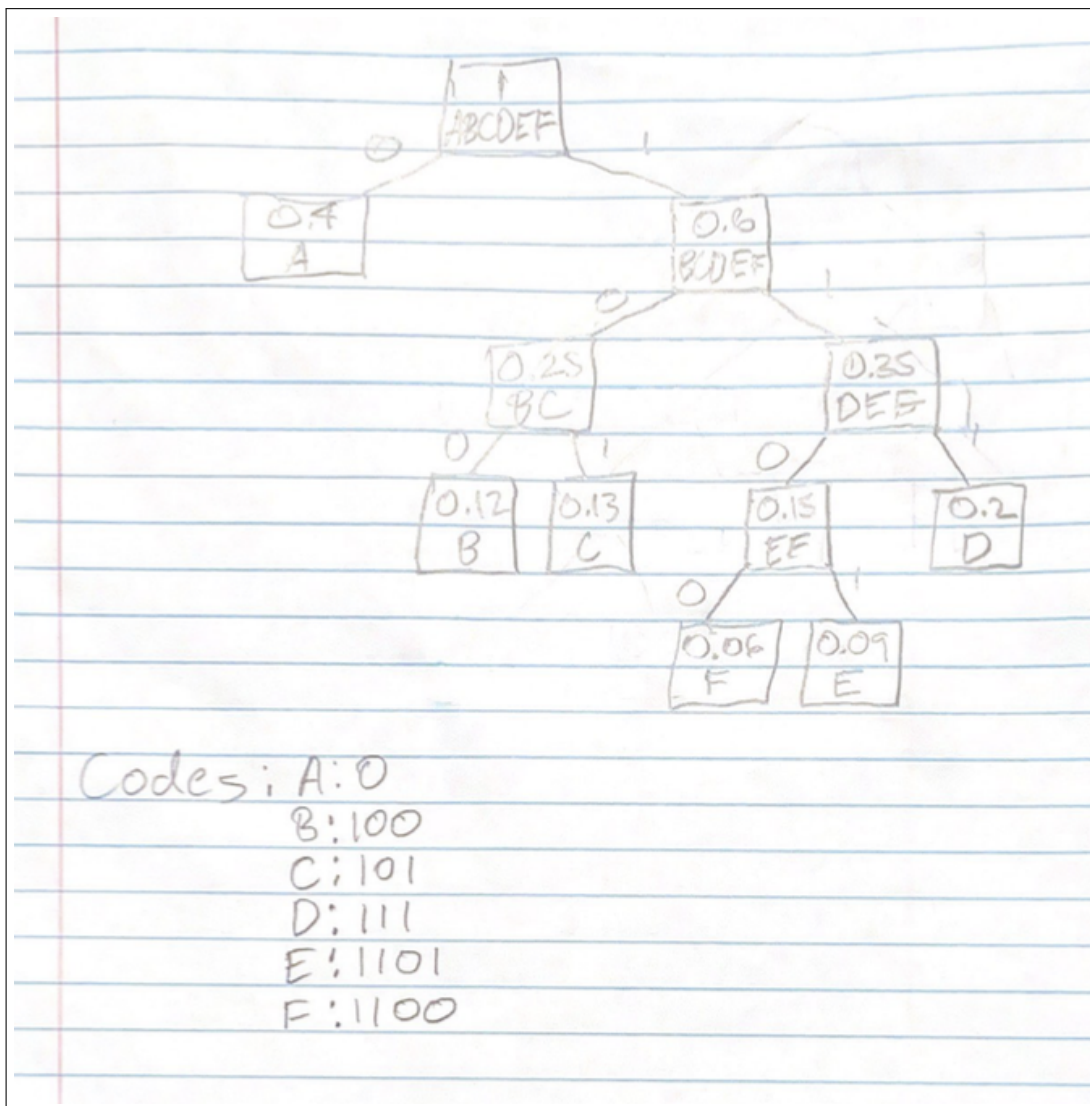 1
ABCDEF
0 1
0.4 0.6
A BCDEF
0 1
0.25 0.35
BC DEF
0 1 0 1
0.12 0.13 0.15 0.2
B C EF D
0 1
0.06 0.09
F E
Codes: A: 0
B: 100
C: 101
D: 111
E: 1101
F: 1100